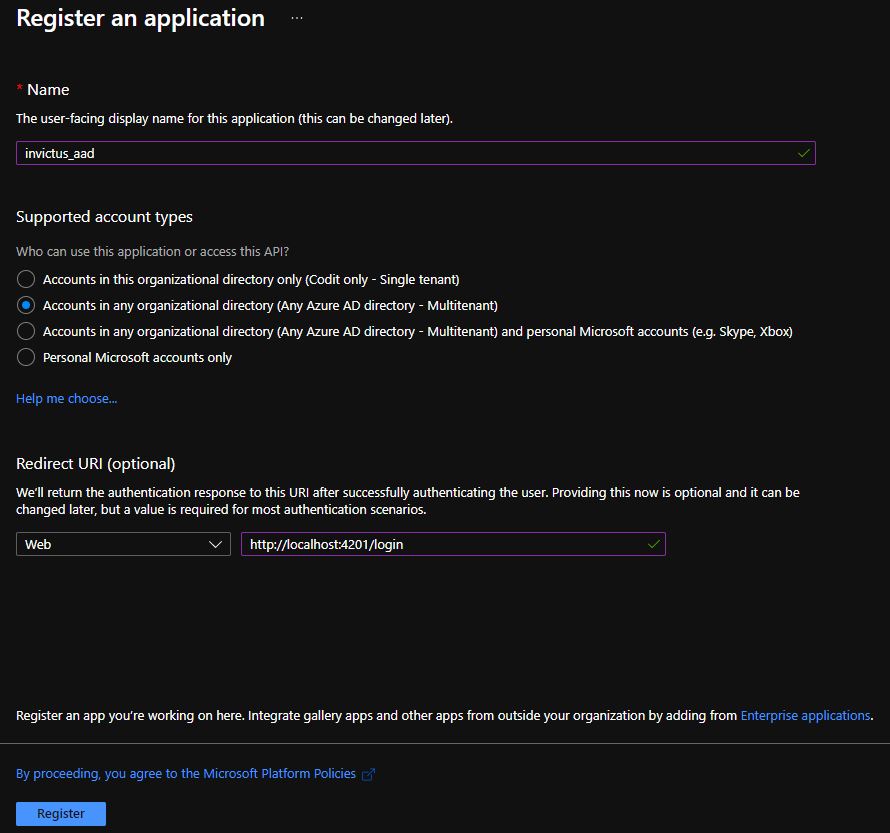 Register an application ...
* Name
The user-facing display name for this application (this can be changed later).
invictus_aad
Supported account types
Who can use this application or access this API?
Accounts in this organizational directory only (Codit only - Single tenant)
Accounts in any organizational directory (Any Azure AD directory - Multitenant)
Accounts in any organizational directory (Any Azure AD directory - Multitenant) and personal Microsoft accounts (e.g. Skype, Xbox)
Personal Microsoft accounts only
Help me choose...
Redirect URI (optional)
We'll return the authentication response to this URI after successfully authenticating the user. Providing this now is optional and it can be
changed later, but a value is required for most authentication scenarios.
Web http://localhost:4201/login
Register an app you're working on here. Integrate gallery apps and other apps from outside your organization by adding from Enterprise applications.
By proceeding, you agree to the Microsoft Platform Policies
Register